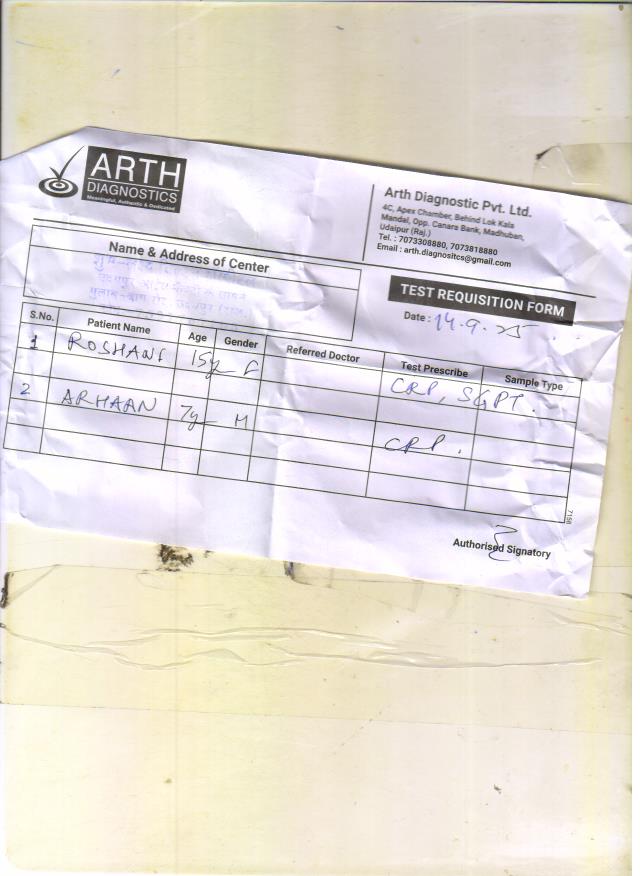 ARTH
DIAGNOSTICS
Meaningful, Authentic & Dedicated
Arth Diagnostic Pvt. Ltd.
4C, Apex Chamber, Behind Lok Kala
Mandal, Opp. Canara Bank, Madhuban,
Udaipur (Raj.)
Tel. : 7073308880, 7073818880
Email : arth.diagnositcs@gmail.com
Name & Address of Center
TEST REQUISITION FORM
Date : 14.9.25
S.No. Patient Name Age Gender Referred Doctor Test Prescribe Sample Type
1 ROSHANI 15y F CRP, SGPT.
2 ARHAAN 7y M CRP.
7158
Authorised Signatory